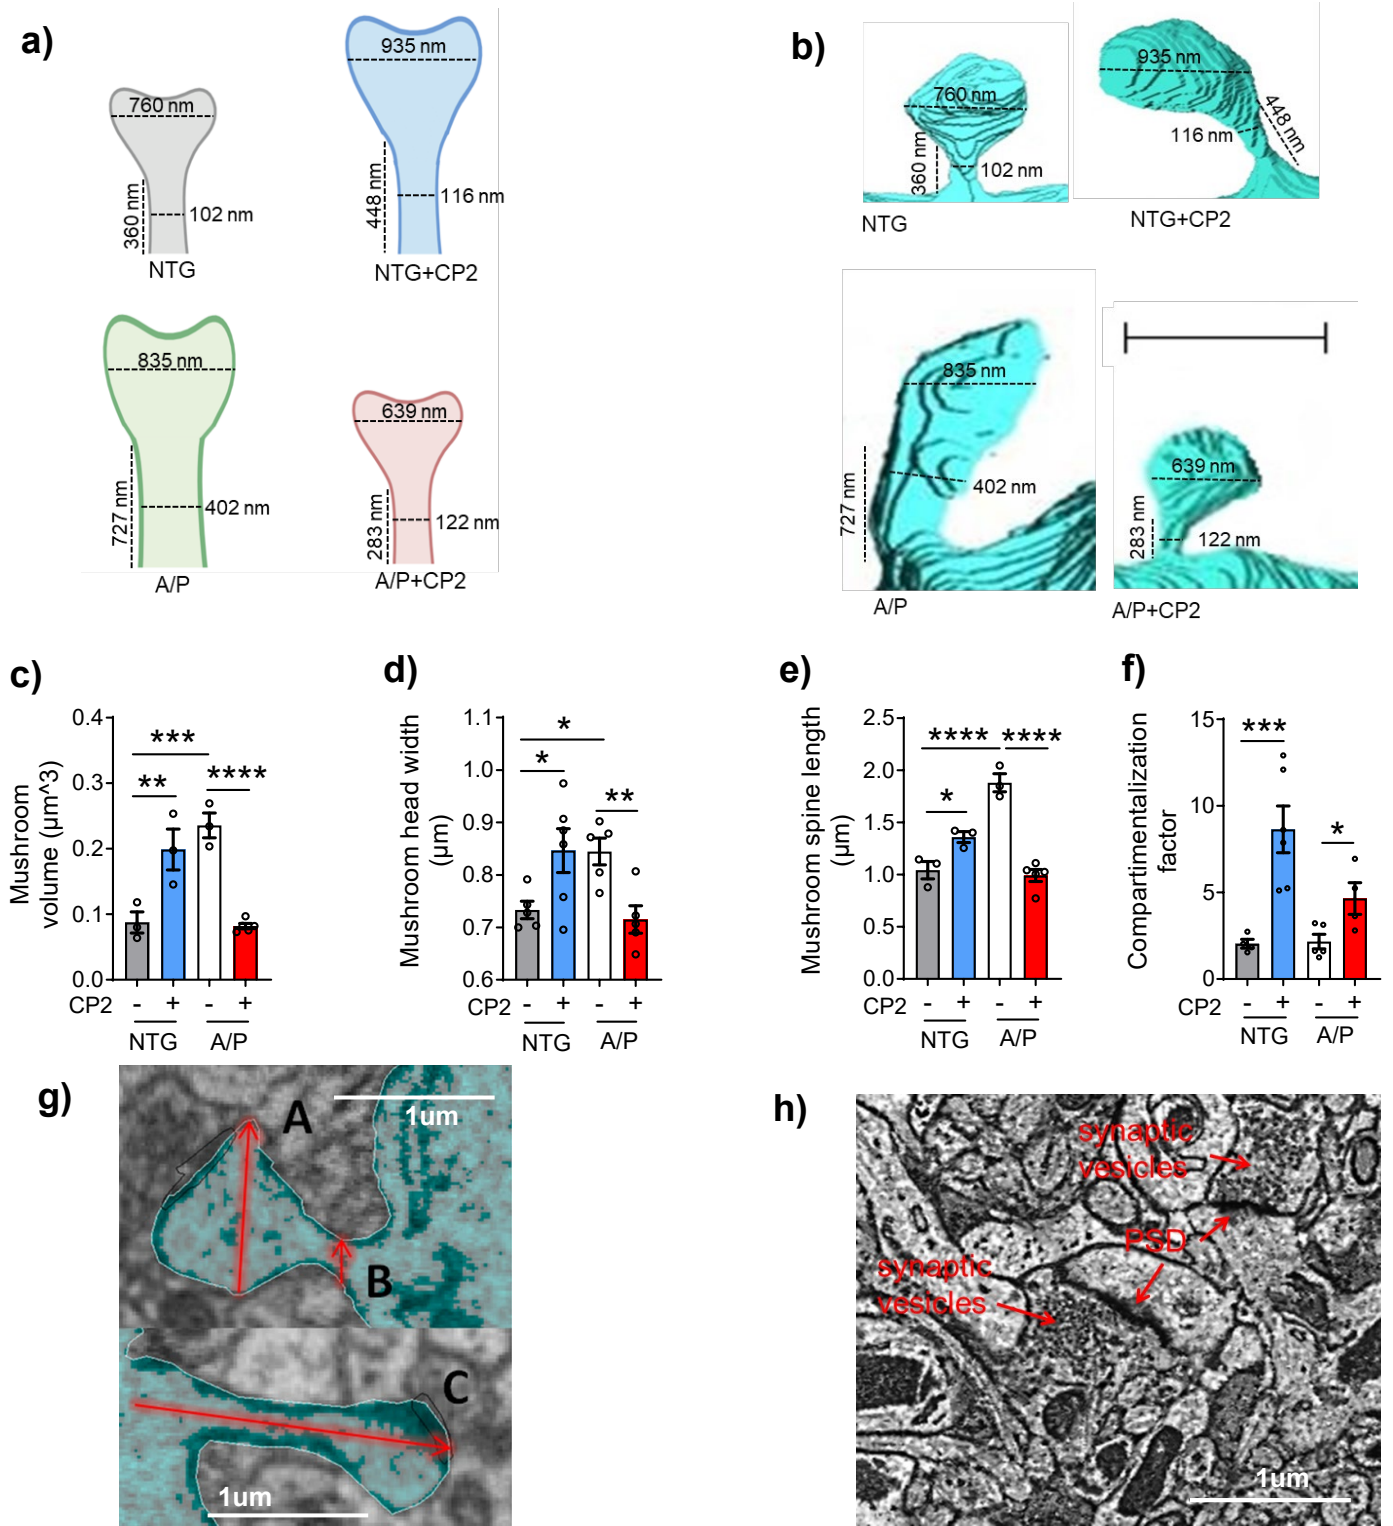 a)
760 nm
360 nm
102 nm
NTG
935 nm
448 nm
116 nm
NTG+CP2
835 nm
727 nm
402 nm
A/P
639 nm
283 nm
122 nm
A/P+CP2
b)
760 nm
360 nm
102 nm
NTG
935 nm
448 nm
116 nm
NTG+CP2
835 nm
727 nm
402 nm
A/P
639 nm
283 nm
122 nm
A/P+CP2
c)
Mushroom
volume (µm^3)
0.4
0.3
0.2
0.1
0.0
***
**
****
CP2 - + - +
NTG A/P
d)
Mushroom head width
(µm)
1.1
1.0
0.9
0.8
0.7
0.6
*
*
**
CP2 - + - +
NTG A/P
e)
Mushroom spine length
(µm)
2.5
2.0
1.5
1.0
0.5
0.0
**** ****
*
CP2 - + - +
NTG A/P
f)
Compartimentalization
factor
15
10
5
0
***
*
CP2 - + - +
NTG A/P
g)
A
1um
B
C
1um
h)
synaptic
vesicles
PSD
synaptic
vesicles
1um